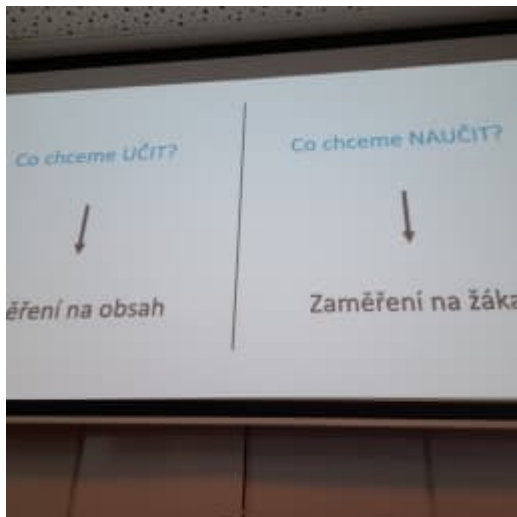 Co chceme UČIT?
ěření na obsah
Co chceme NAUČIT?
Zaměření na žáka